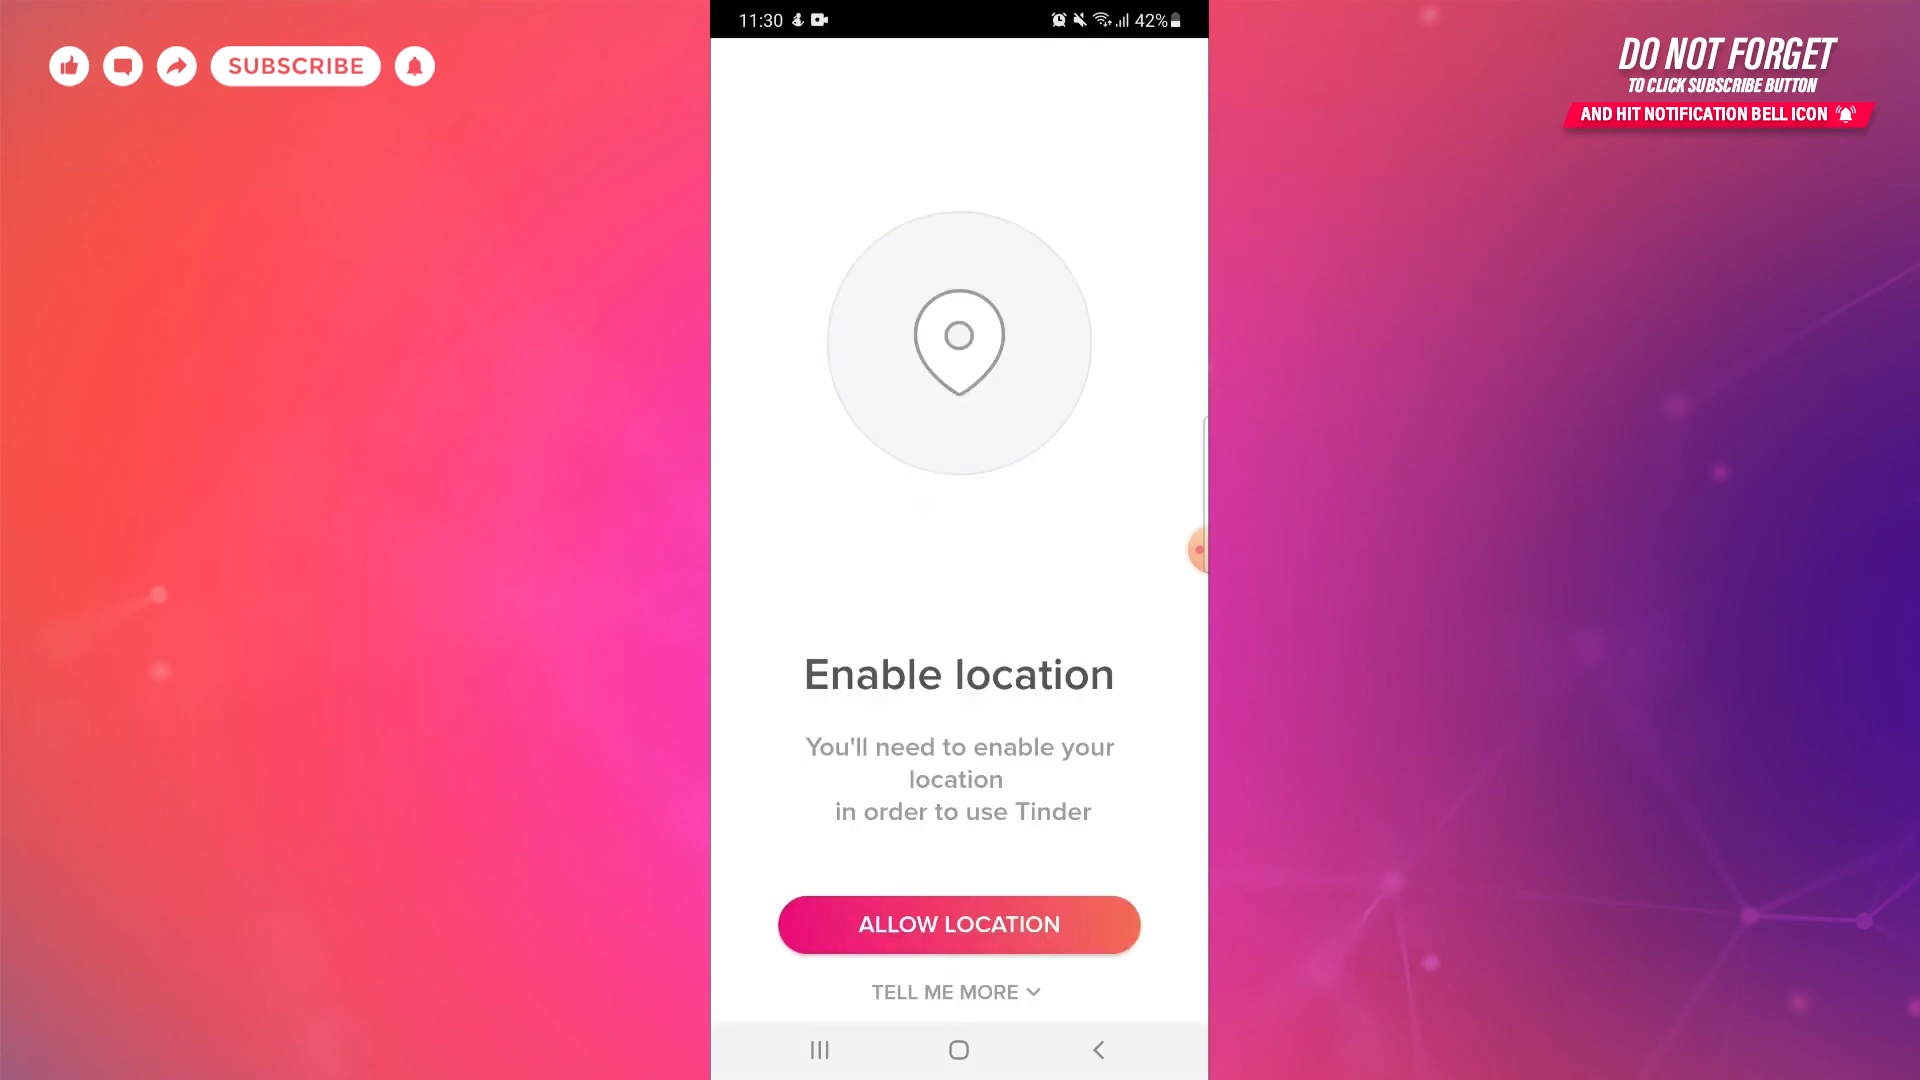 SUBSCRIBE
11:30
42%
DO NOT FORGET
TO CLICK SUBSCRIBE BUTTON
AND HIT NOTIFICATION BELL ICON
Enable location
You'll need to enable your
location
in order to use Tinder
ALLOW LOCATION
TELL ME MORE